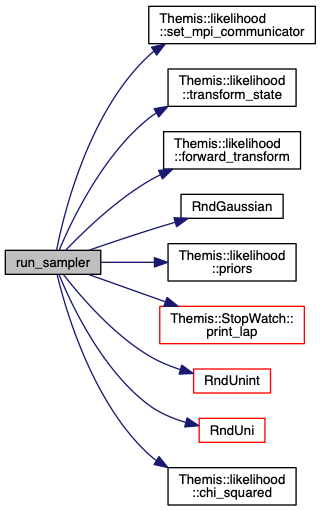 Themis::likelihood
::set_mpi_communicator
Themis::likelihood
::transform_state
Themis::likelihood
::forward_transform
RndGaussian
run_sampler
Themis::likelihood
::priors
Themis::StopWatch::
print_lap
RndUnint
RndUni
Themis::likelihood
::chi_squared